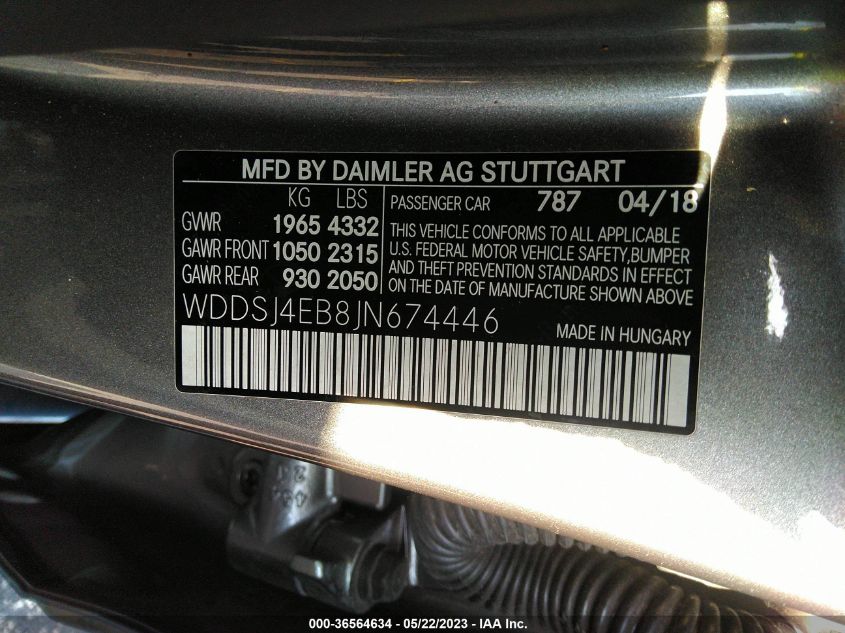 MFD BY DAIMLER AG STUTTGART
KG LBS
GVWR 1965 4332
GAWR FRONT 1050 2315
GAWR REAR 930 2050
PASSENGER CAR 787 04/18
THIS VEHICLE CONFORMS TO ALL APPLICABLE
U.S. FEDERAL MOTOR VEHICLE SAFETY,BUMPER
AND THEFT PREVENTION STANDARDS IN EFFECT
ON THE DATE OF MANUFACTURE SHOWN ABOVE
WDDSJ4EB8JN674446
MADE IN HUNGARY
000-36564634 - 05/22/2023 - IAA Inc.